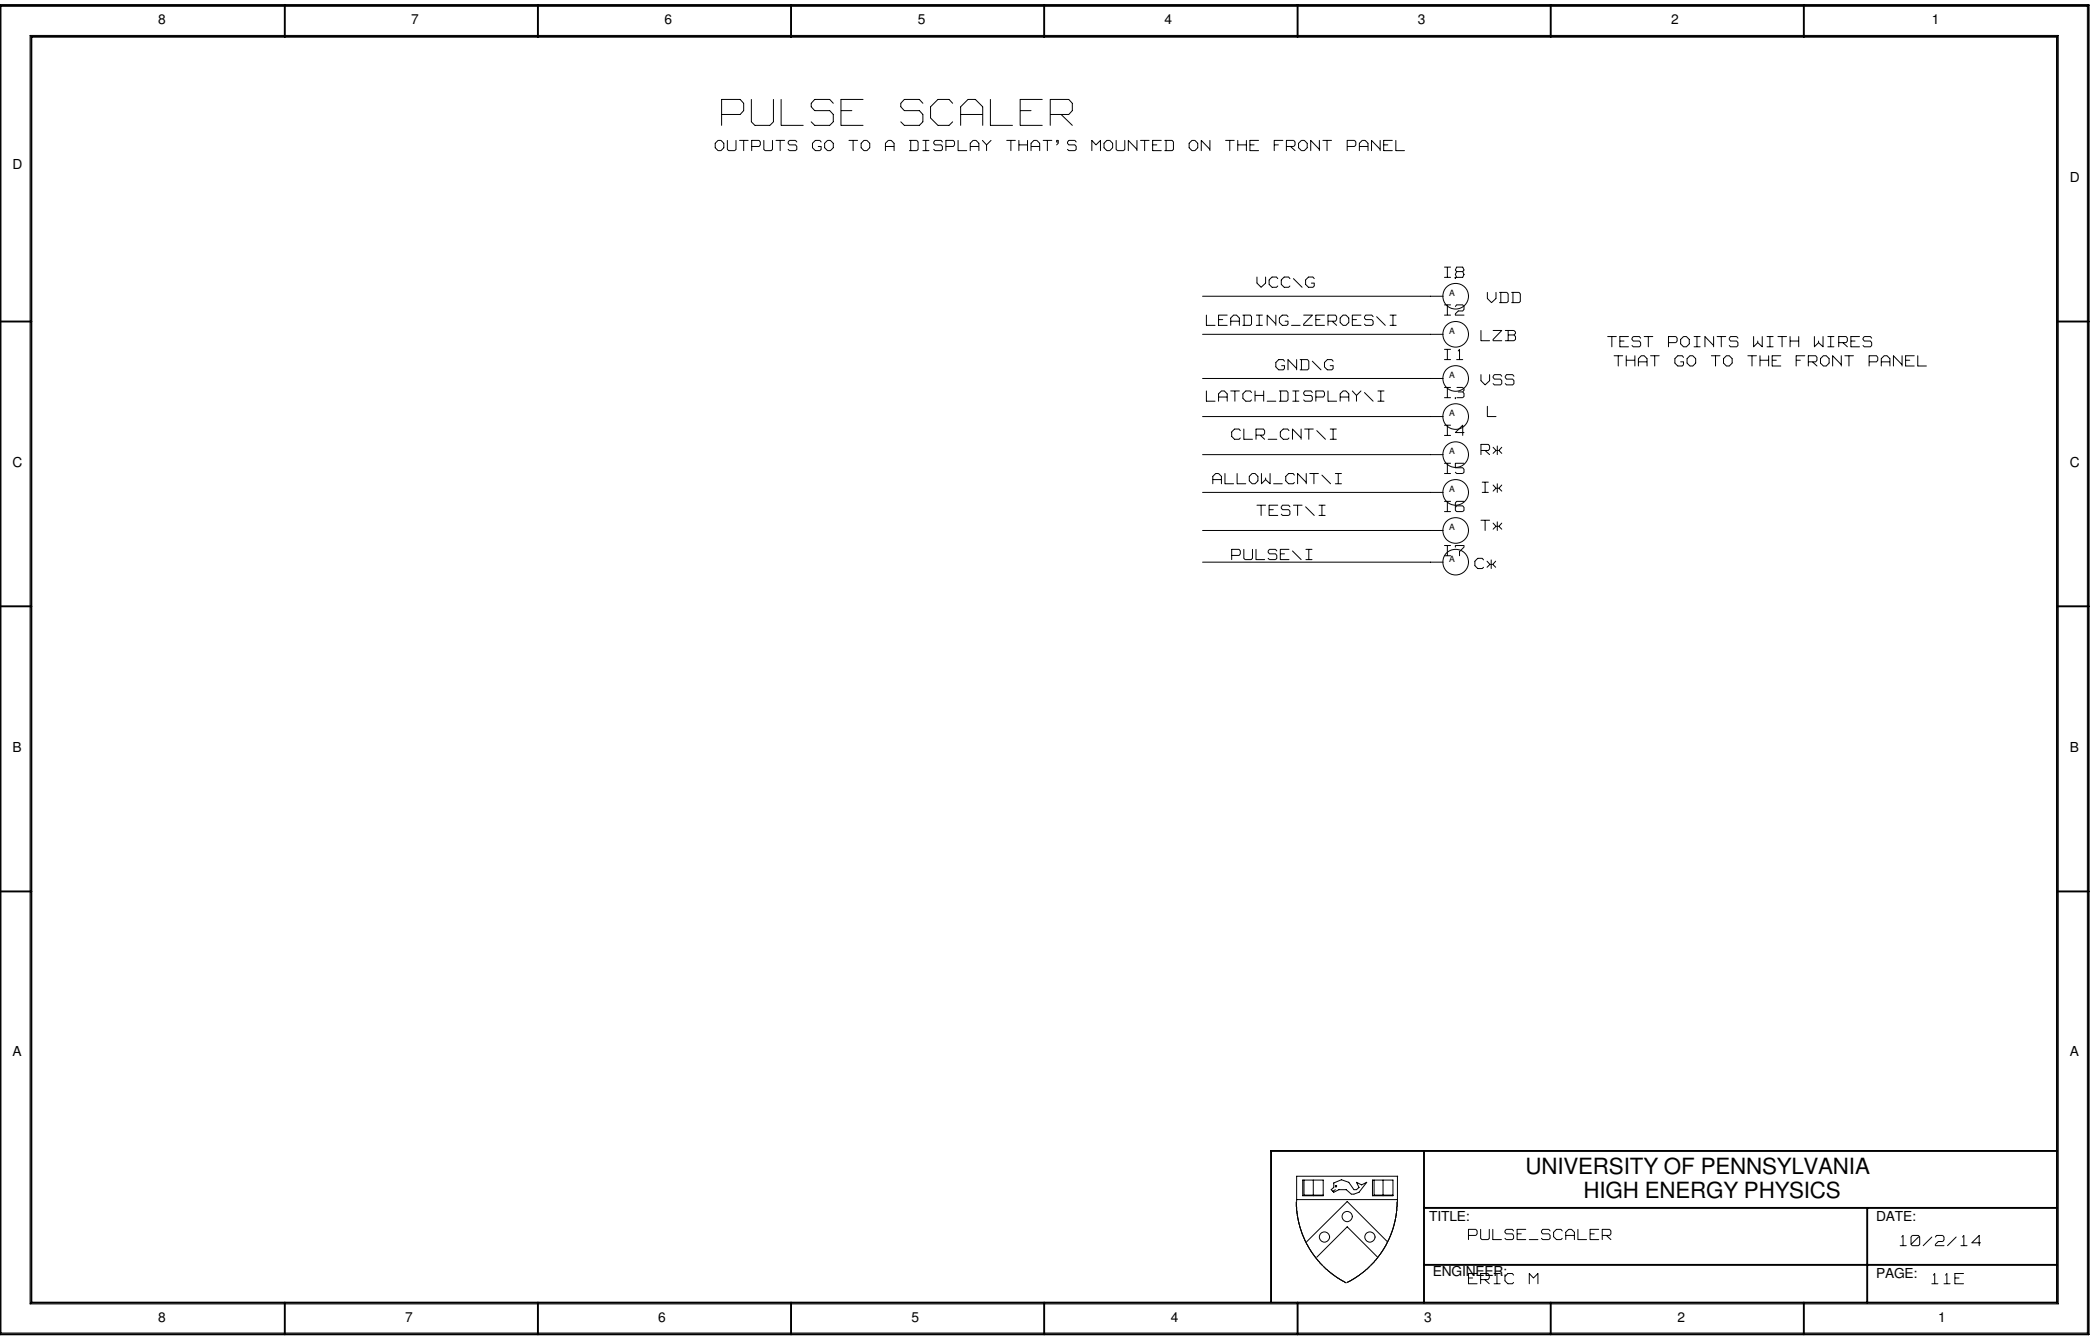 8 7 6 5 4 3 2 1
PULSE SCALER
OUTPUTS GO TO A DISPLAY THAT'S MOUNTED ON THE FRONT PANEL
D D
I8
VCC\G A VDD
I2
LEADING_ZEROES\I A LZB
TEST POINTS WITH WIRES
THAT GO TO THE FRONT PANEL
I1
GND\G A VSS
I3
LATCH_DISPLAY\I A L
I4
CLR_CNT\I A R*
C C
I5
ALLOW_CNT\I A I*
I6
TEST\I A T*
I7
PULSE\I A C*
B B
A A
UNIVERSITY OF PENNSYLVANIA
HIGH ENERGY PHYSICS
TITLE:
PULSE_SCALER
DATE:
10/2/14
ENGINEER:
ERIC M
PAGE: 11E
8 7 6 5 4 3 2 1